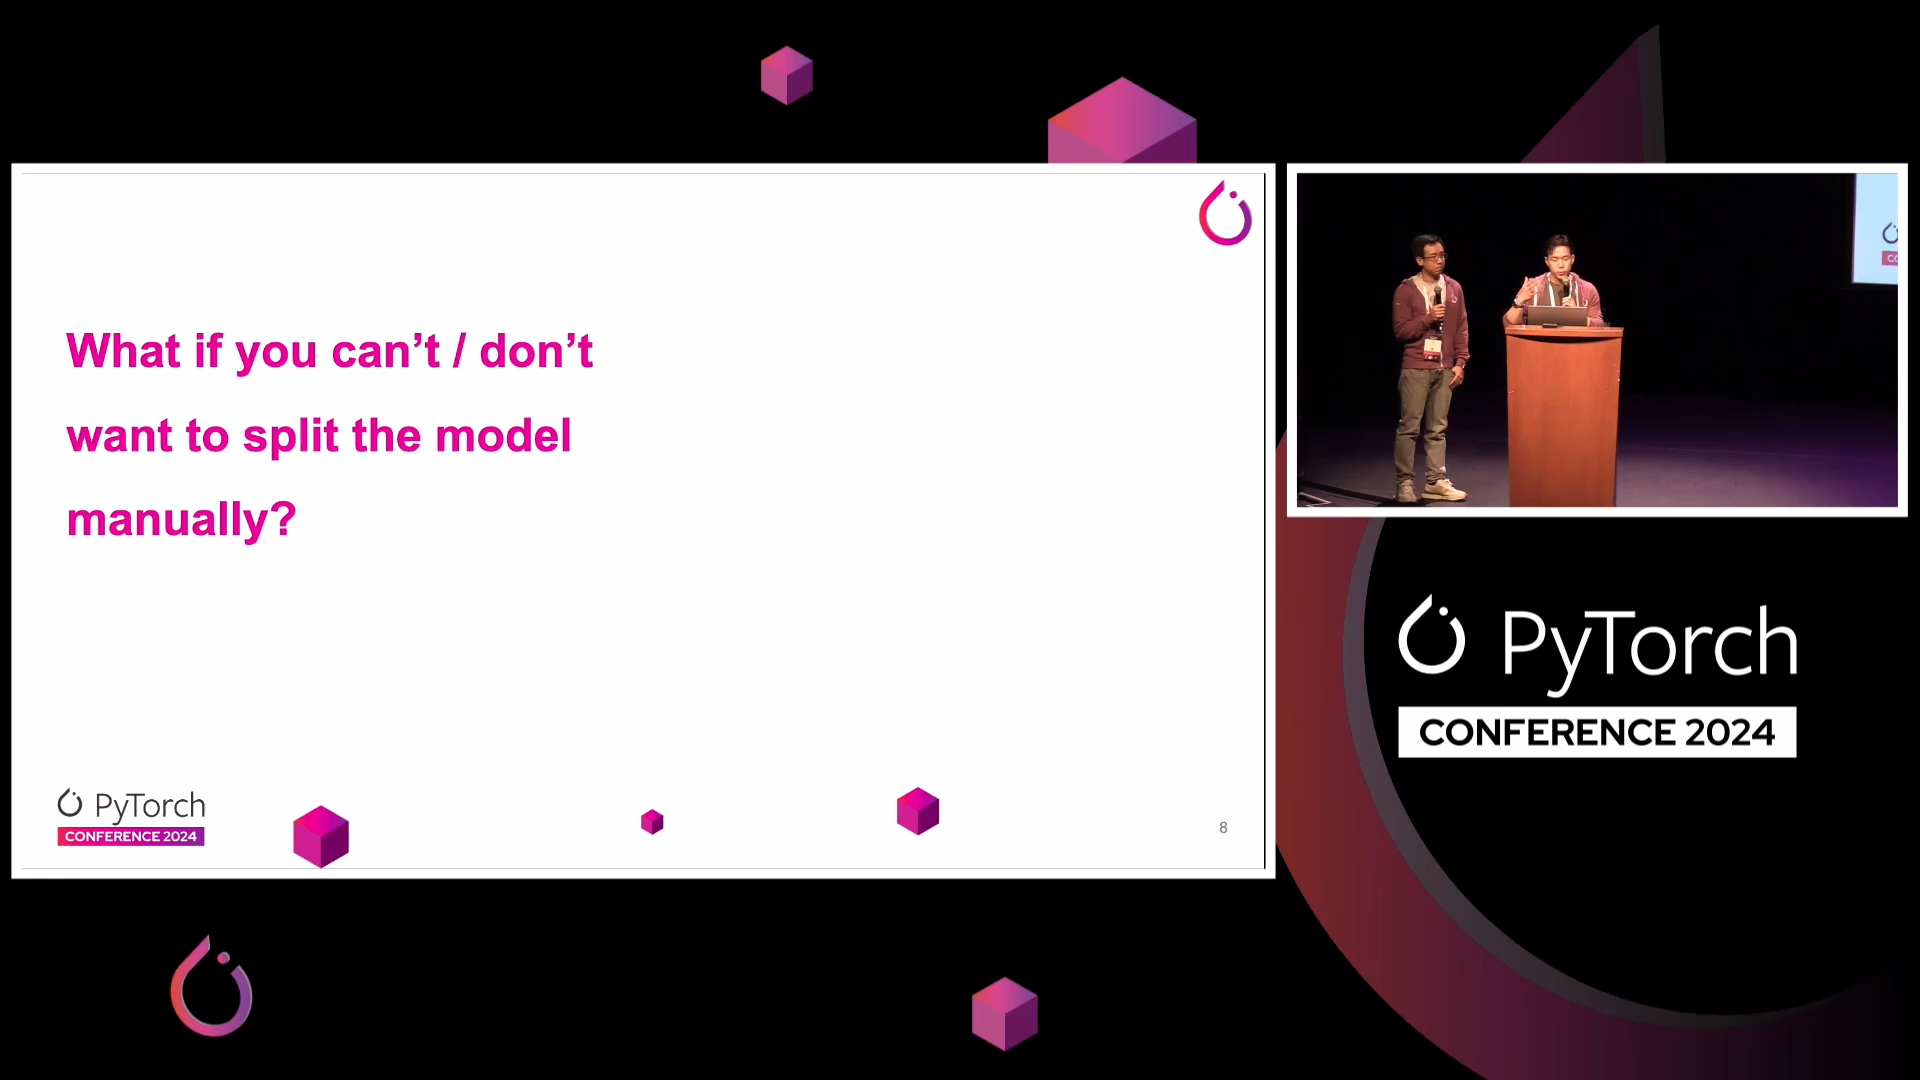 What if you can’t / don’t
want to split the model
manually?
PyTorch
CONFERENCE 2024
8
PyTorch
CONFERENCE 2024